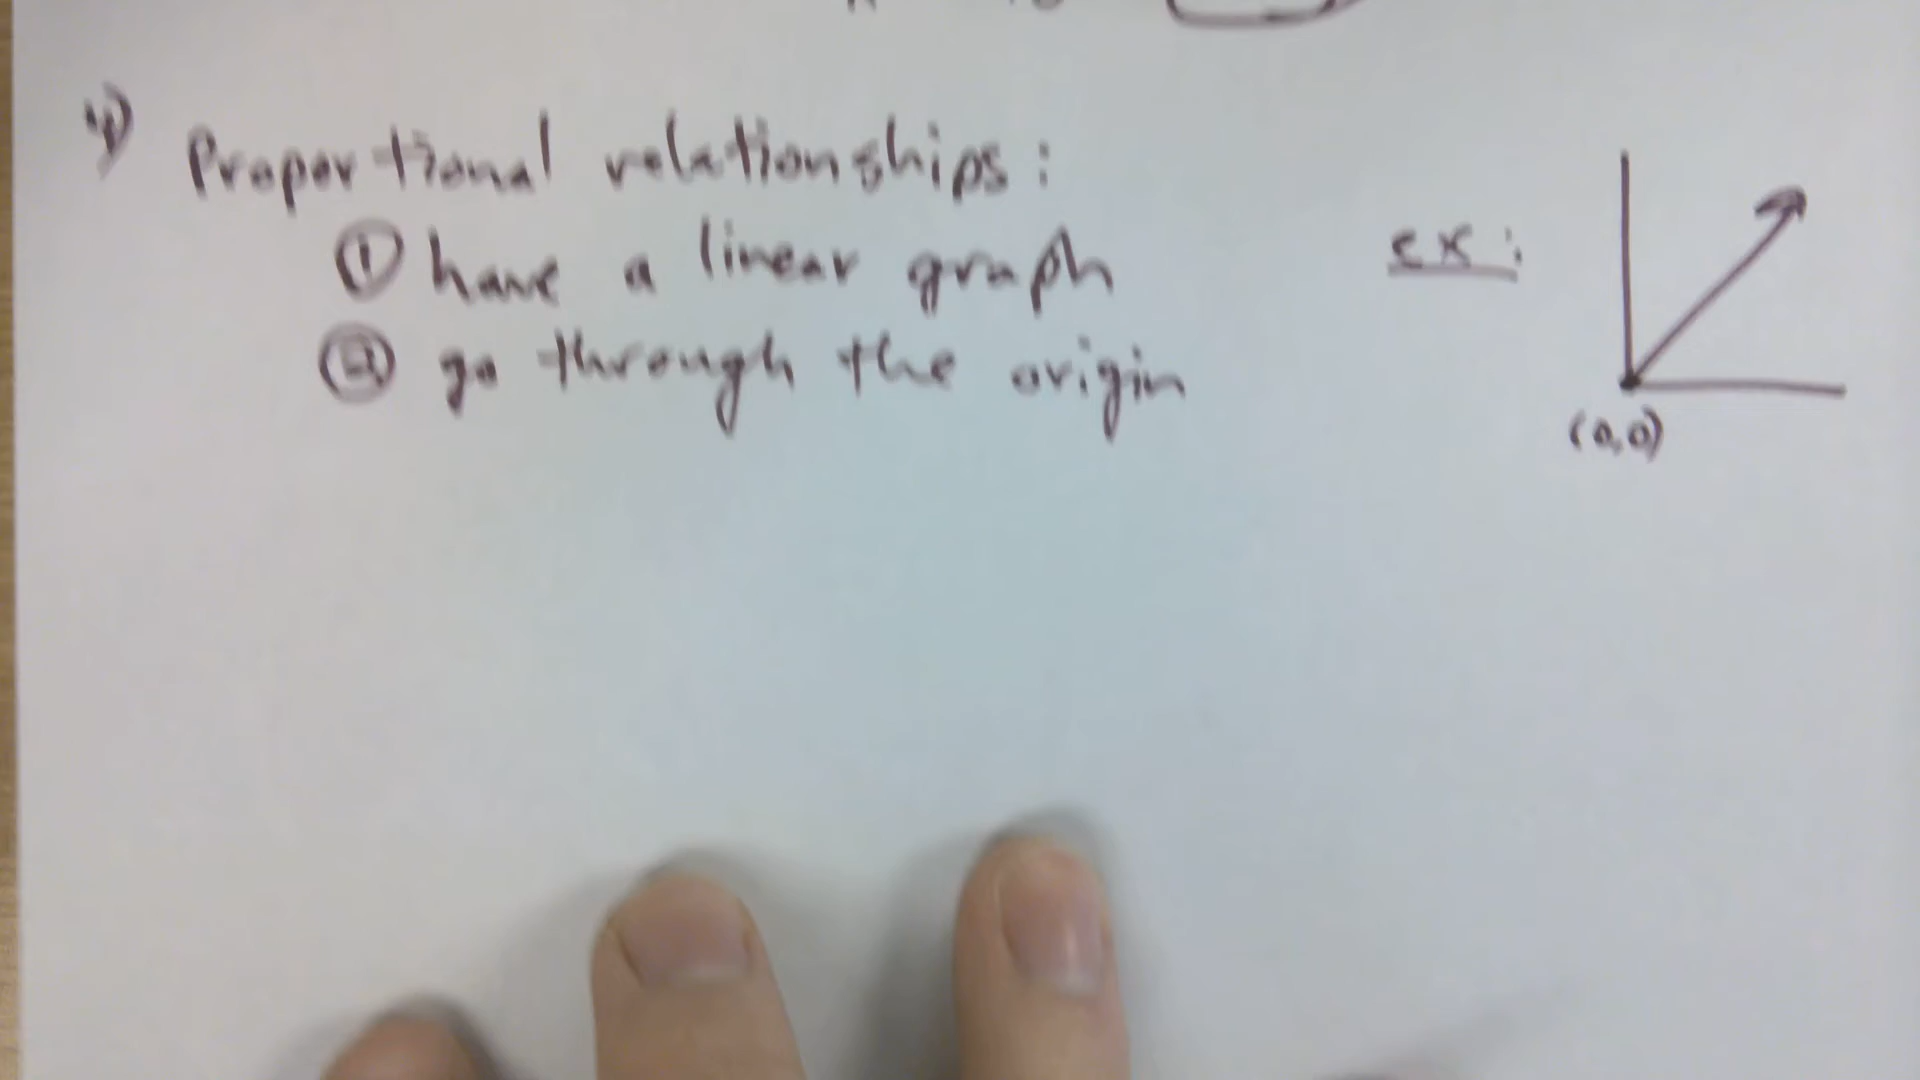 4) Proportional relationships:
① have a linear graph
② go through the origin
ex:
(0,0)